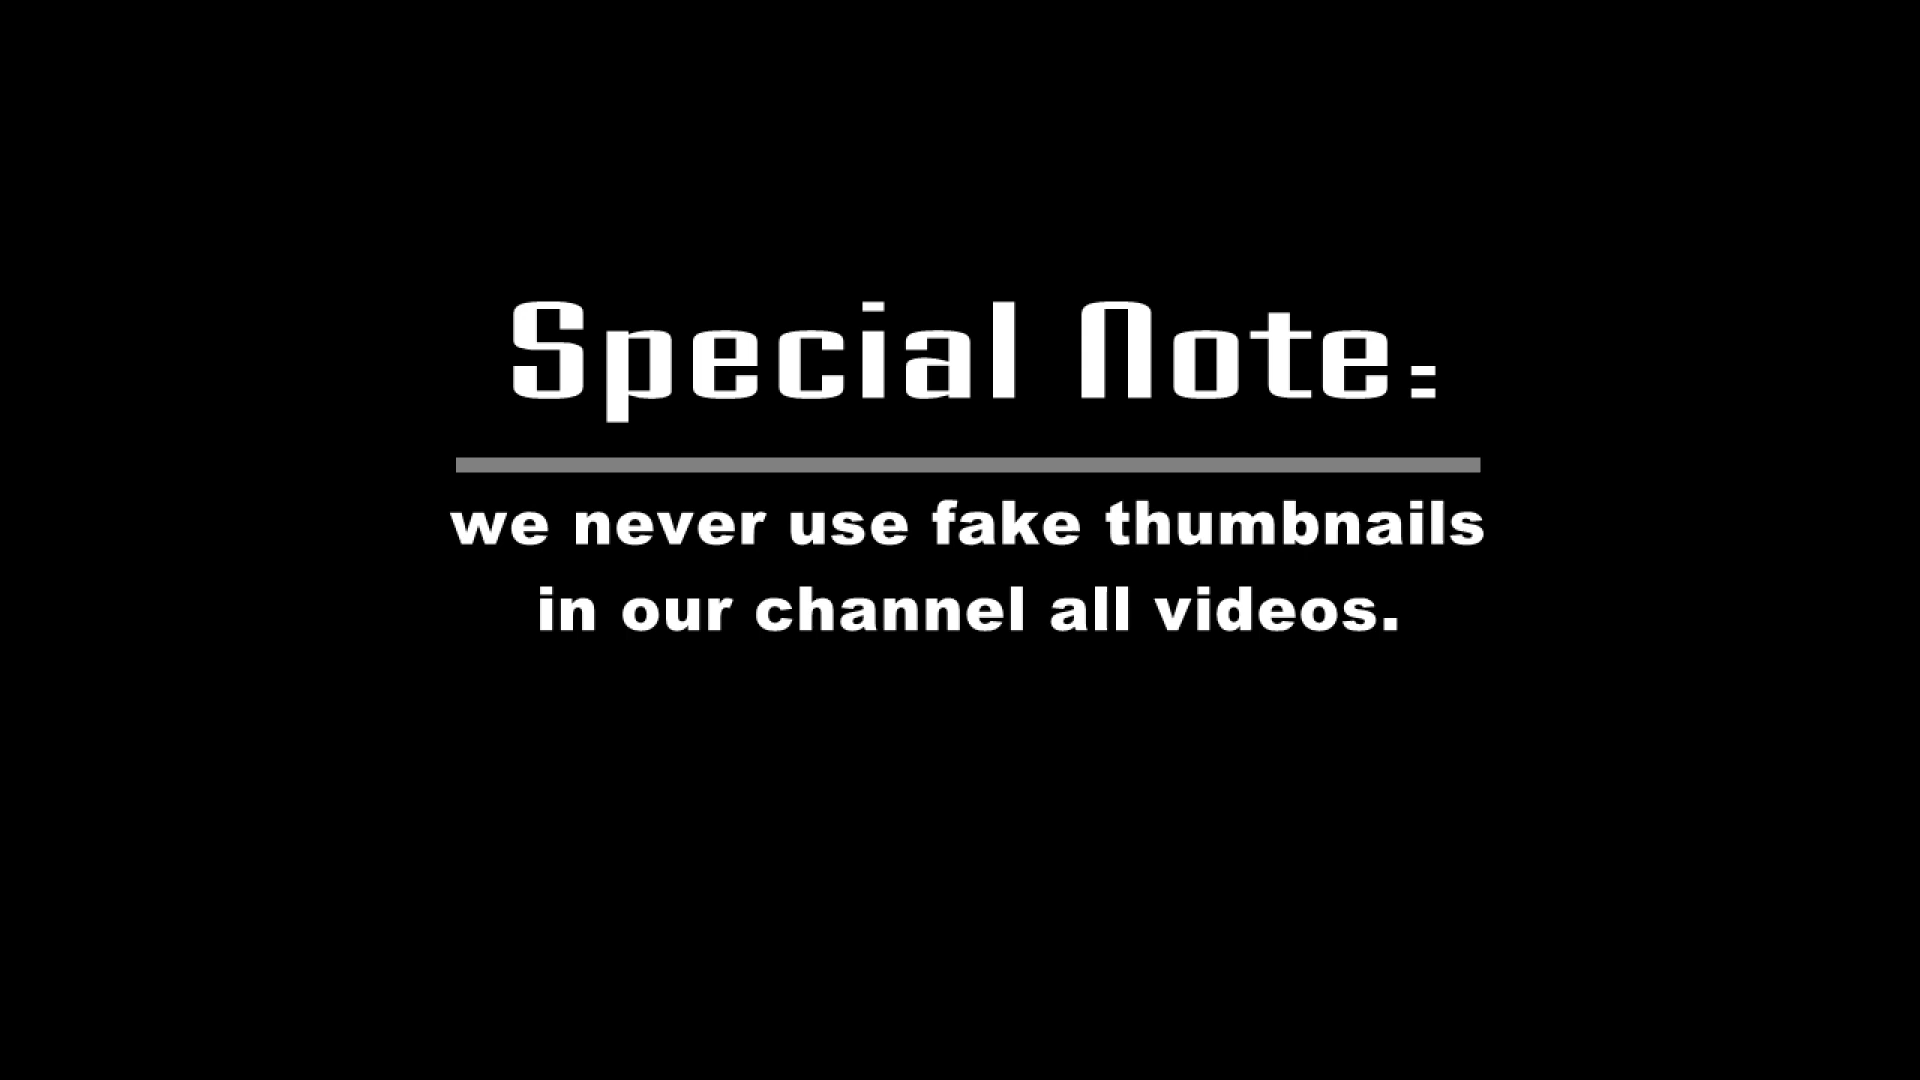 Special Note:
we never use fake thumbnails
in our channel all videos.